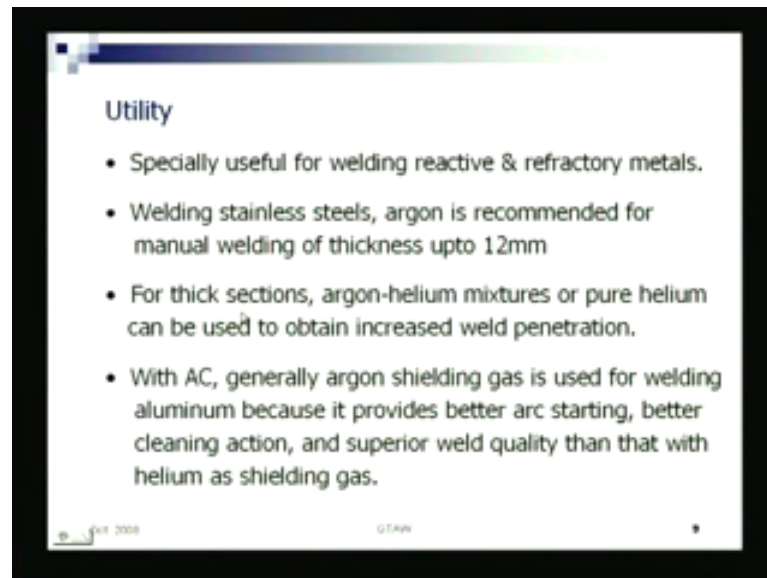 Utility
• Specially useful for welding reactive & refractory metals.
• Welding stainless steels, argon is recommended for
manual welding of thickness upto 12mm
• For thick sections, argon-helium mixtures or pure helium
can be used to obtain increased weld penetration.
• With AC, generally argon shielding gas is used for welding
aluminum because it provides better arc starting, better
cleaning action, and superior weld quality than that with
helium as shielding gas.
Oct 2008 GTAW 9